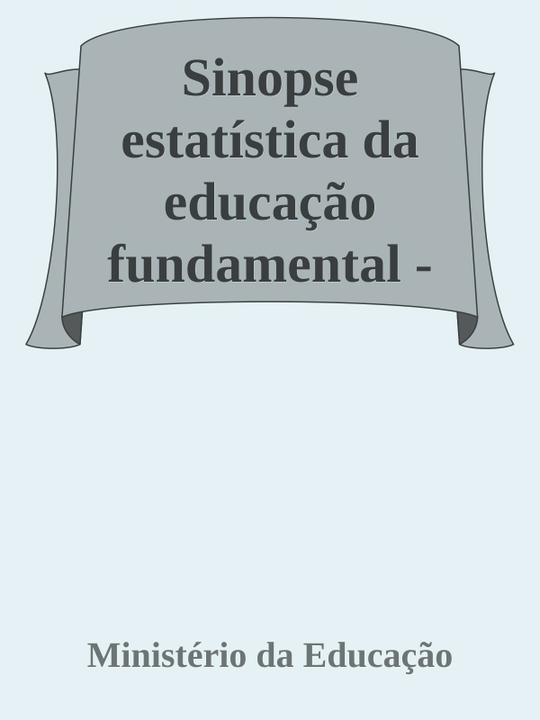 Sinopse
estatística da
educação
fundamental -
Ministério da Educação